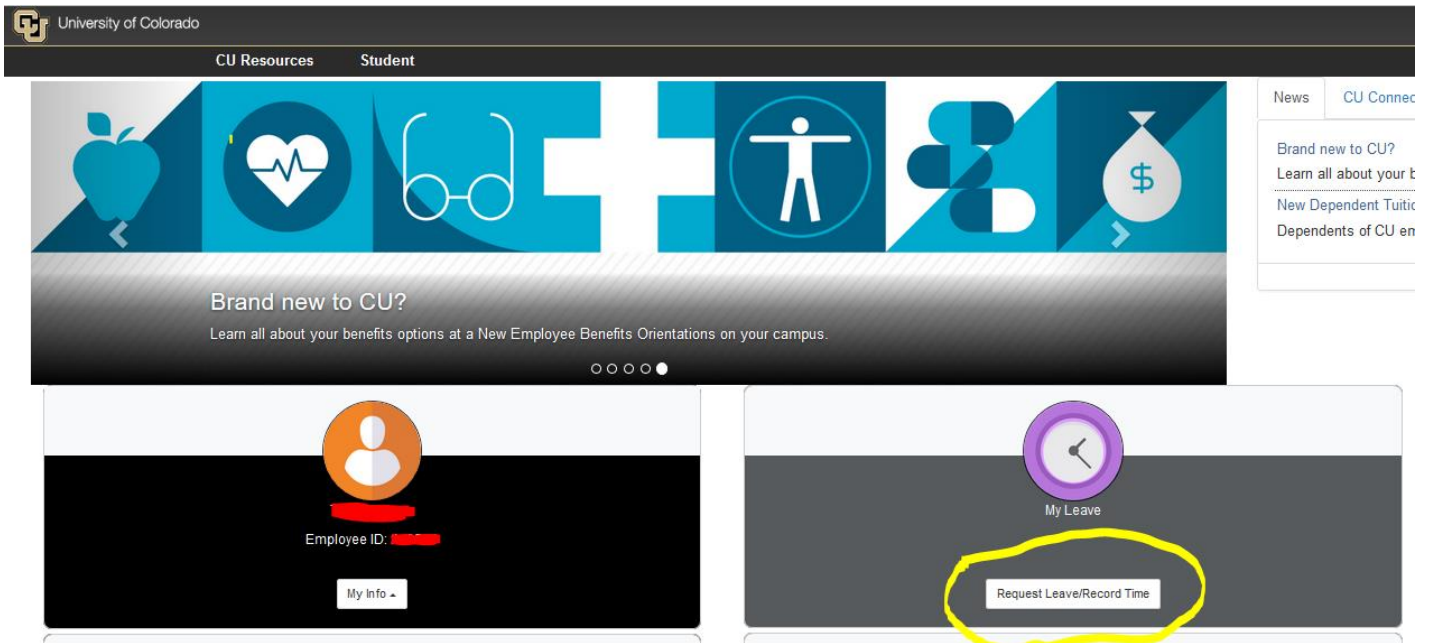 University of Colorado
CU Resources Student
News CU Connec
Brand new to CU?
Learn all about your b
New Dependent Tuitio
Dependents of CU em
$
Brand new to CU?
Learn all about your benefits options at a New Employee Benefits Orientations on your campus.
Employee ID:
My Info
My Leave
Request Leave/Record Time